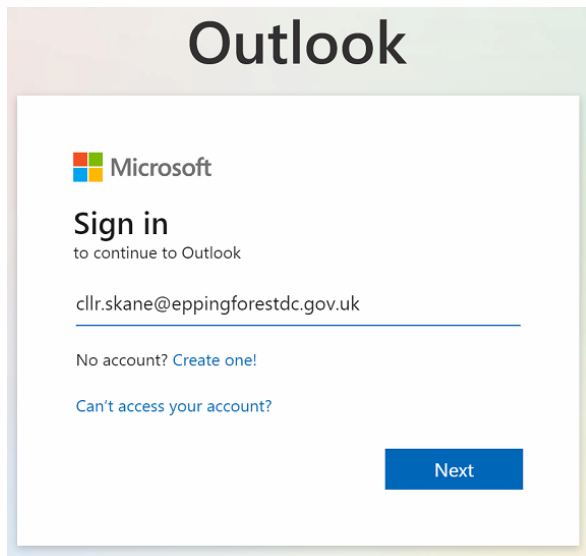 Outlook
Microsoft
Sign in
to continue to Outlook
cllr.skane@eppingforestdc.gov.uk
No account? Create one!
Can't access your account?
Next